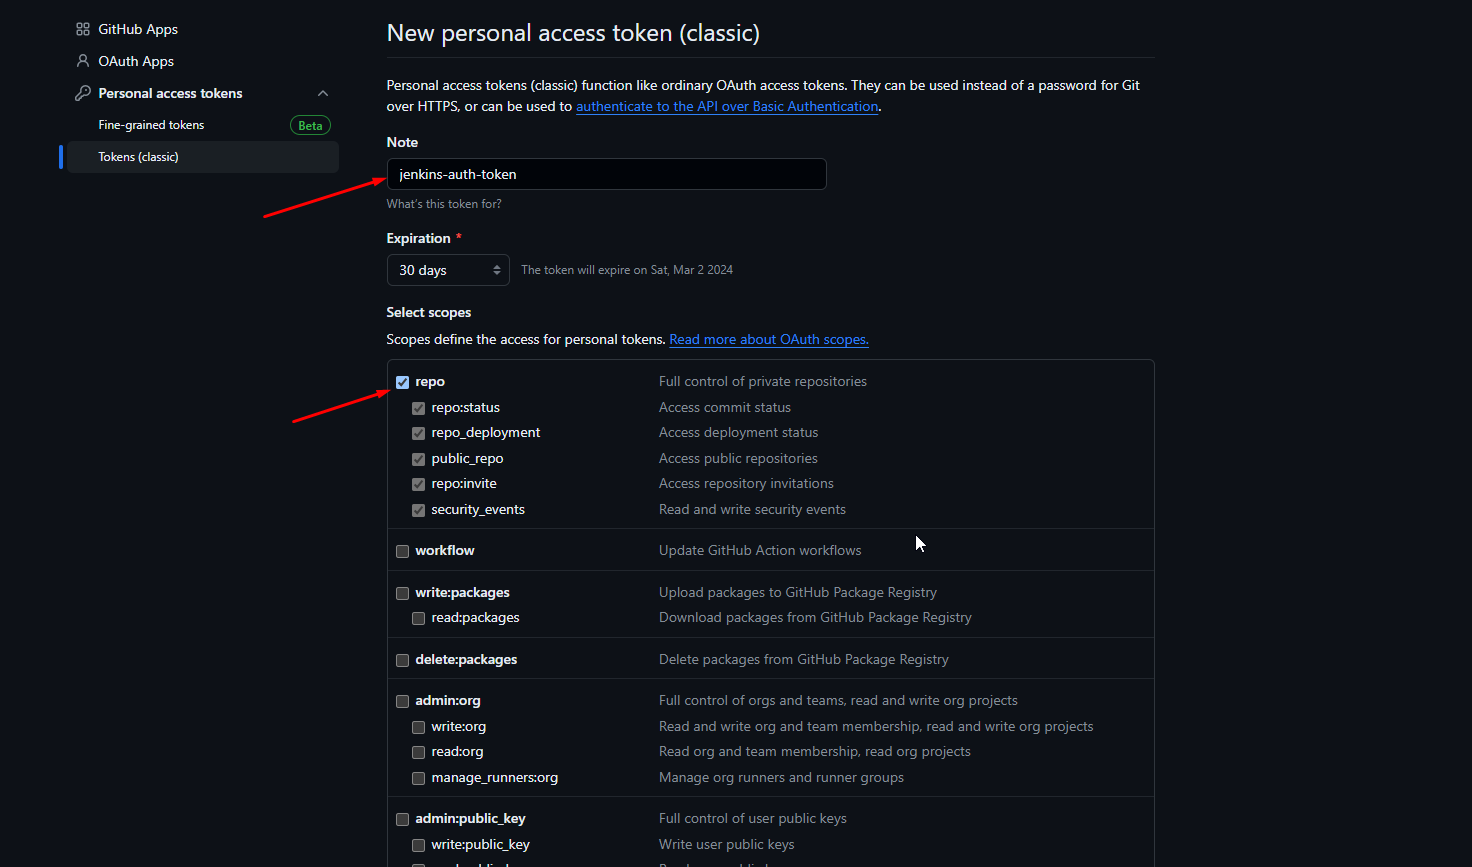 GitHub Apps
OAuth Apps
Personal access tokens
Fine-grained tokens Beta
Tokens (classic)
New personal access token (classic)
Personal access tokens (classic) function like ordinary OAuth access tokens. They can be used instead of a password for Git
over HTTPS, or can be used to authenticate to the API over Basic Authentication.
Note
jenkins-auth-token
What's this token for?
Expiration *
30 days The token will expire on Sat, Mar 2 2024
Select scopes
Scopes define the access for personal tokens. Read more about OAuth scopes.
repo Full control of private repositories
repo:status Access commit status
repo_deployment Access deployment status
public_repo Access public repositories
repo:invite Access repository invitations
security_events Read and write security events
workflow Update GitHub Action workflows
write:packages Upload packages to GitHub Package Registry
read:packages Download packages from GitHub Package Registry
delete:packages Delete packages from GitHub Package Registry
admin:org Full control of orgs and teams, read and write org projects
write:org Read and write org and team membership, read and write org projects
read:org Read org and team membership, read org projects
manage_runners:org Manage org runners and runner groups
admin:public_key Full control of user public keys
write:public_key Write user public keys